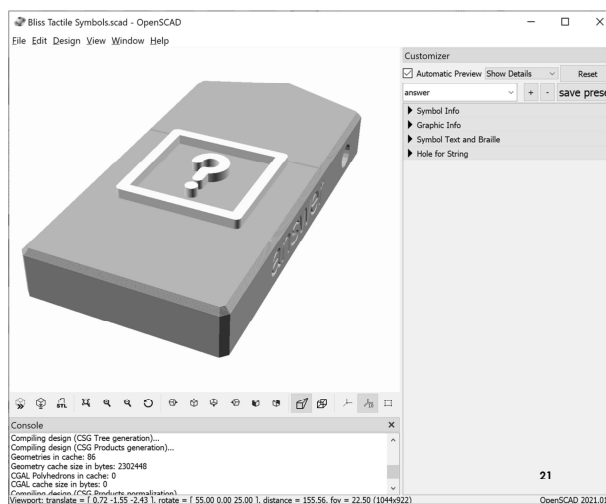 Bliss Tactile Symbols.scad - OpenSCAD
File Edit Design View Window Help
Customizer
Automatic Preview Show Details Reset
answer + - save prese
Symbol Info
Graphic Info
Symbol Text and Braille
Hole for String
?
answer
STL
Console
Compiling design (CSG Tree generation)...
Compiling design (CSG Products generation)...
Geometries in cache: 86
Geometry cache size in bytes: 2302448
CGAL Polyhedrons in cache: 0
CGAL cache size in bytes: 0
Compiling design (CSG Products normalization)...
21
Viewport: translate = [ 0.72 -1.55 -2.43 ], rotate = [ 55.00 0.00 25.00 ], distance = 155.56, fov = 22.50 (1044x922) OpenSCAD 2021.01